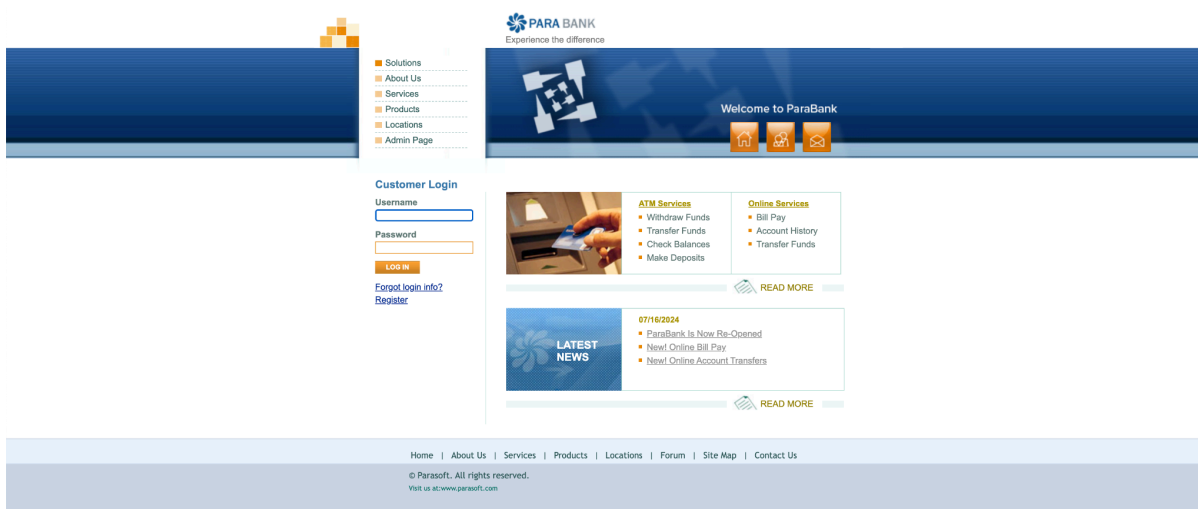 PARA BANK
Experience the difference
Solutions
About Us
Services
Products
Locations
Admin Page
Welcome to ParaBank
Customer Login
Username
Password
LOG IN
Forgot login info?
Register
ATM Services
Withdraw Funds
Transfer Funds
Check Balances
Make Deposits
Online Services
Bill Pay
Account History
Transfer Funds
READ MORE
LATEST
NEWS
07/16/2024
ParaBank Is Now Re-Opened
New! Online Bill Pay
New! Online Account Transfers
READ MORE
Home | About Us | Services | Products | Locations | Forum | Site Map | Contact Us
© Parasoft. All rights reserved.
Visit us at:www.parasoft.com